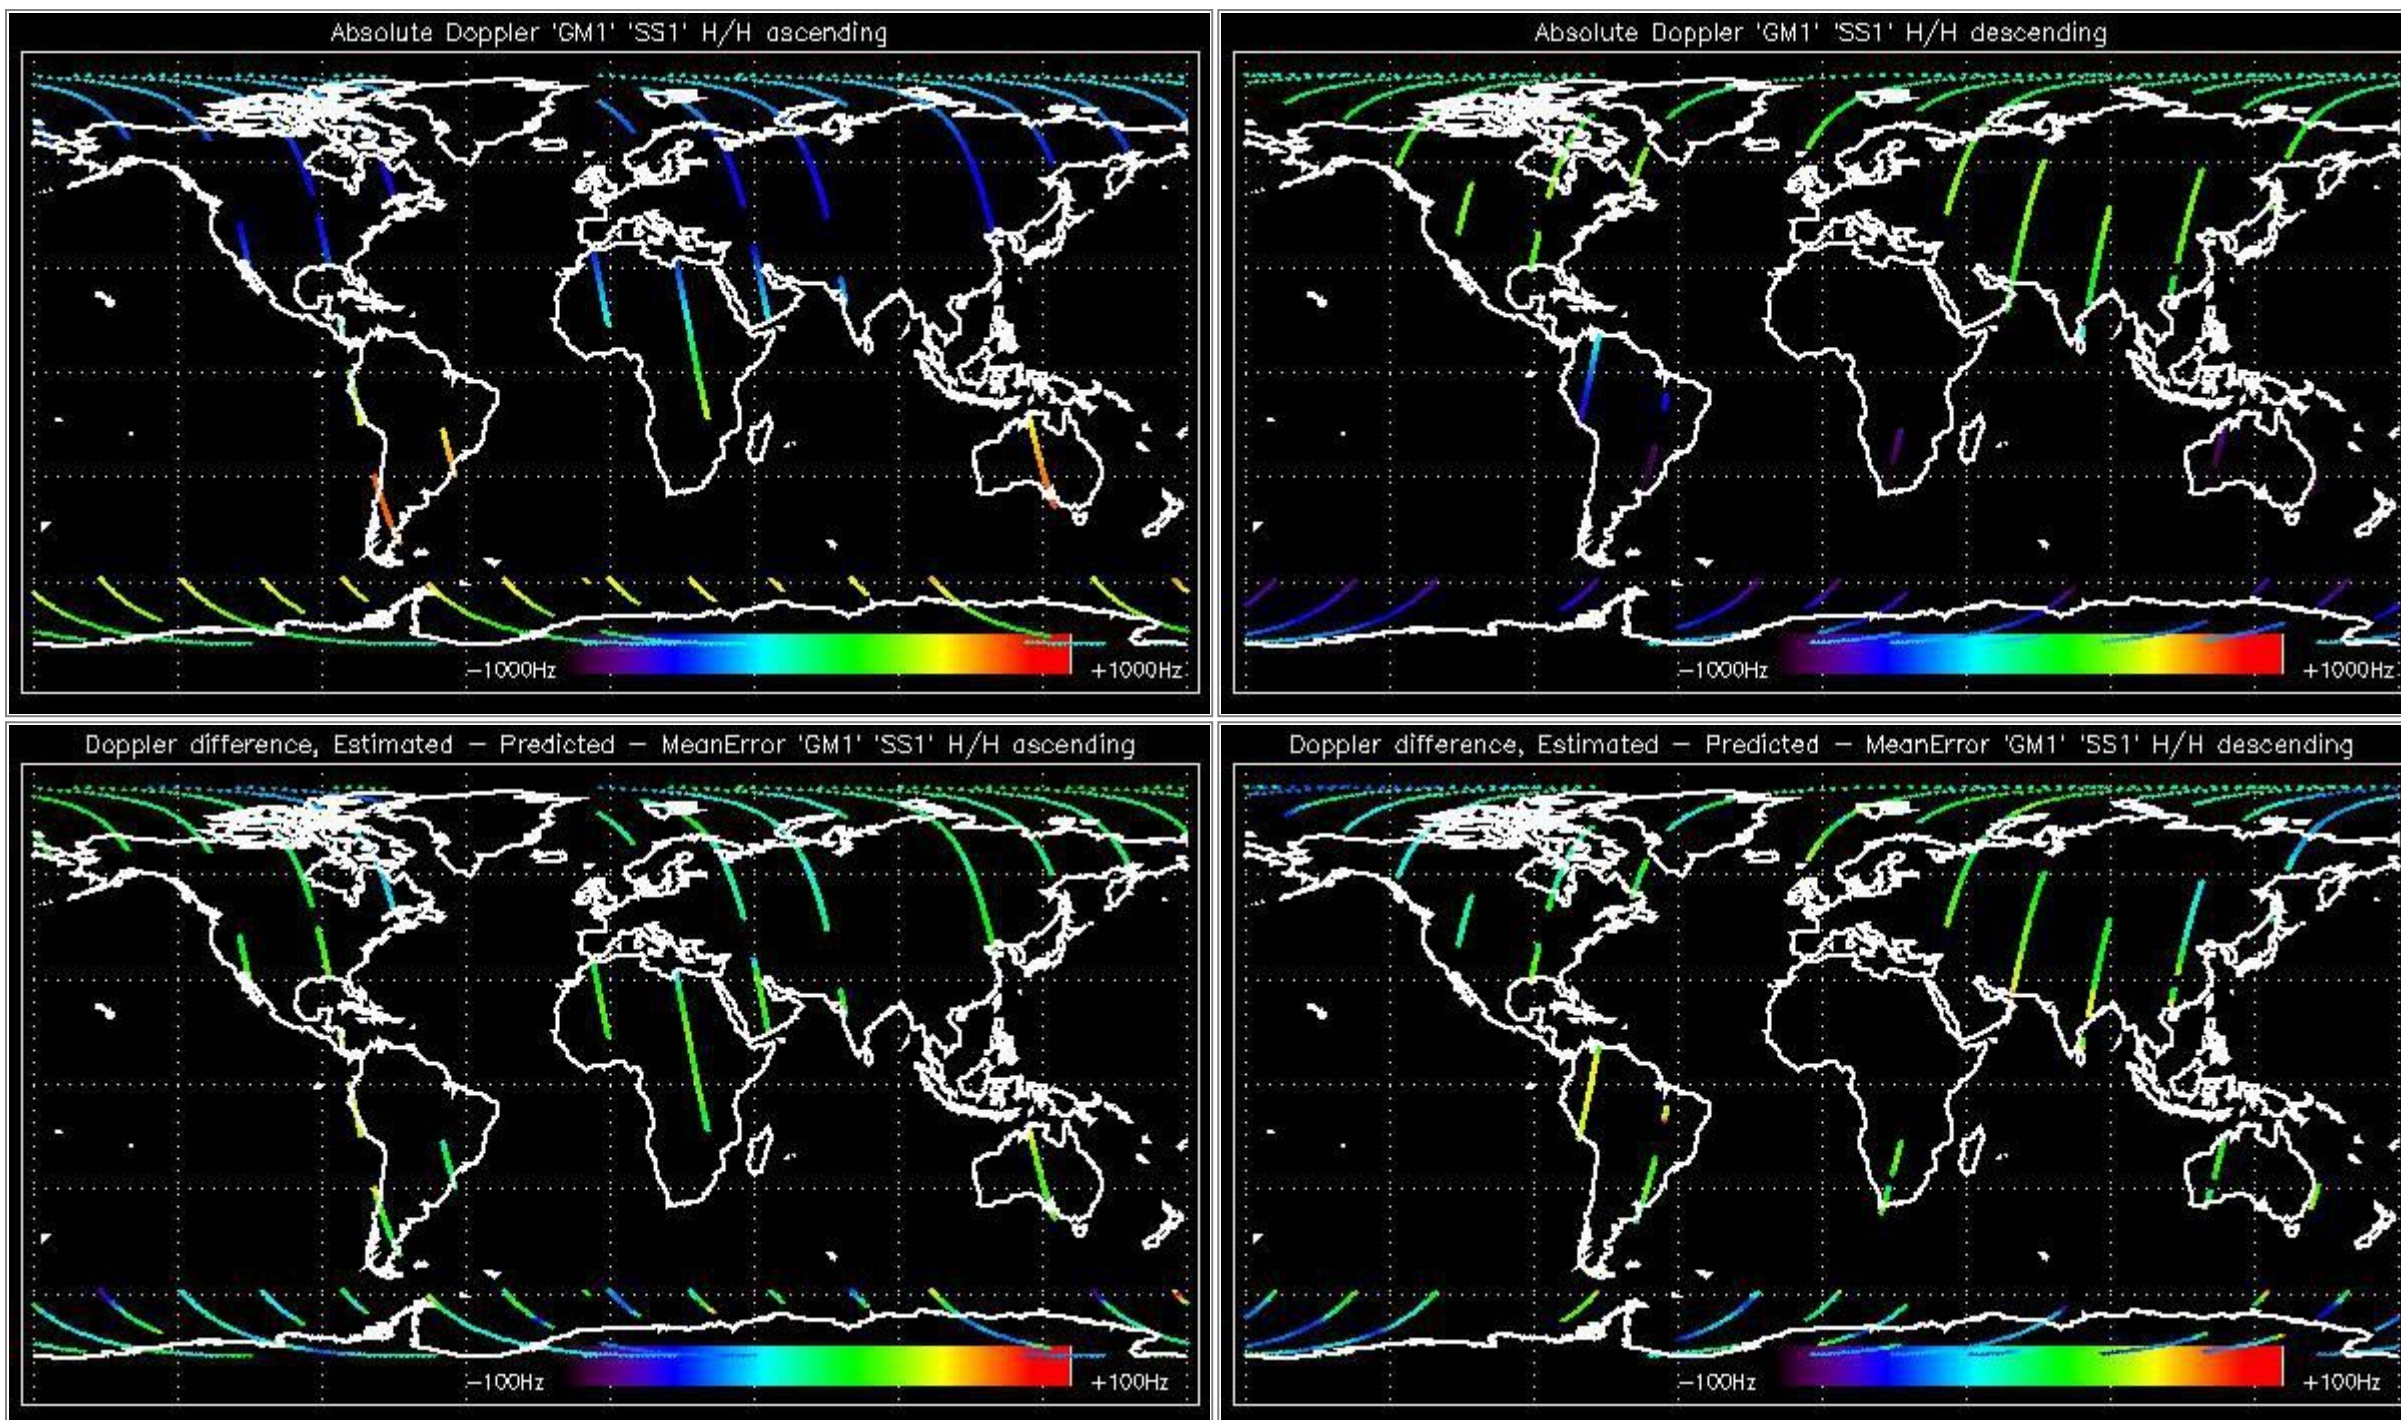 Absolute Doppler 'GM1' 'SS1' H/H ascending
−1000Hz
+1000Hz
Absolute Doppler 'GM1' 'SS1' H/H descending
−1000Hz
+1000Hz
Doppler difference, Estimated − Predicted − MeanError 'GM1' 'SS1' H/H ascending
−100Hz
+100Hz
Doppler difference, Estimated − Predicted − MeanError 'GM1' 'SS1' H/H descending
−100Hz
+100Hz